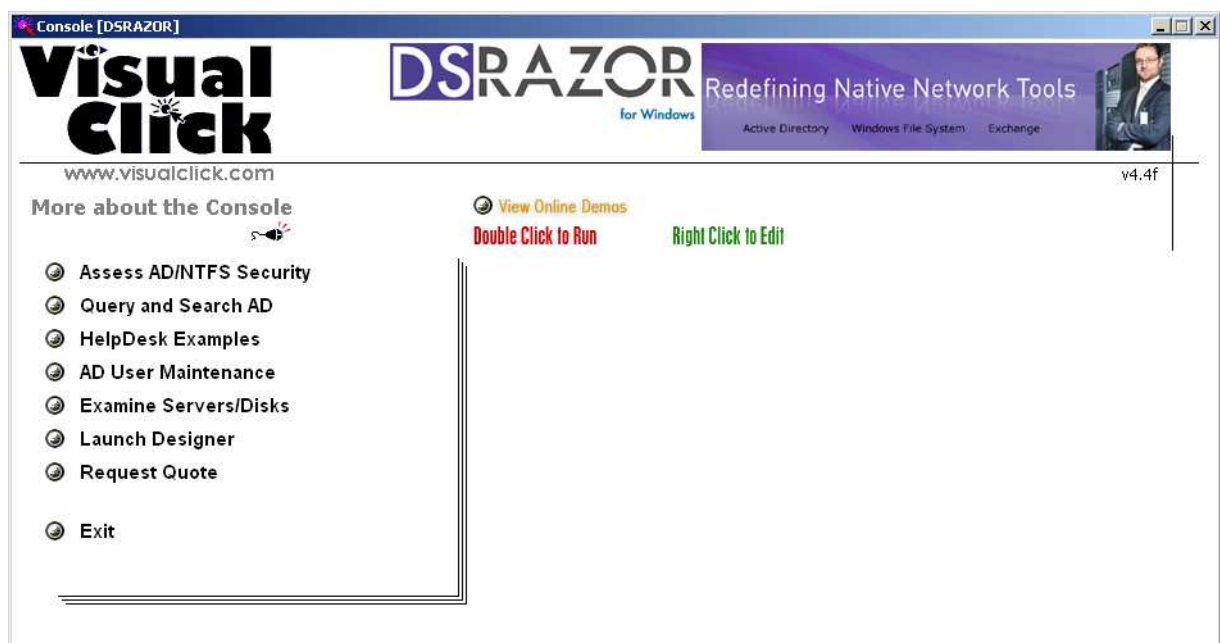 Console [DSRAZOR]
Visual Click
DSRAZOR
for Windows
Redefining Native Network Tools
Active Directory Windows File System Exchange
www.visualclick.com
v4.4f
More about the Console
View Online Demos
Double Click to Run Right Click to Edit
Assess AD/NTFS Security
Query and Search AD
HelpDesk Examples
AD User Maintenance
Examine Servers/Disks
Launch Designer
Request Quote
Exit